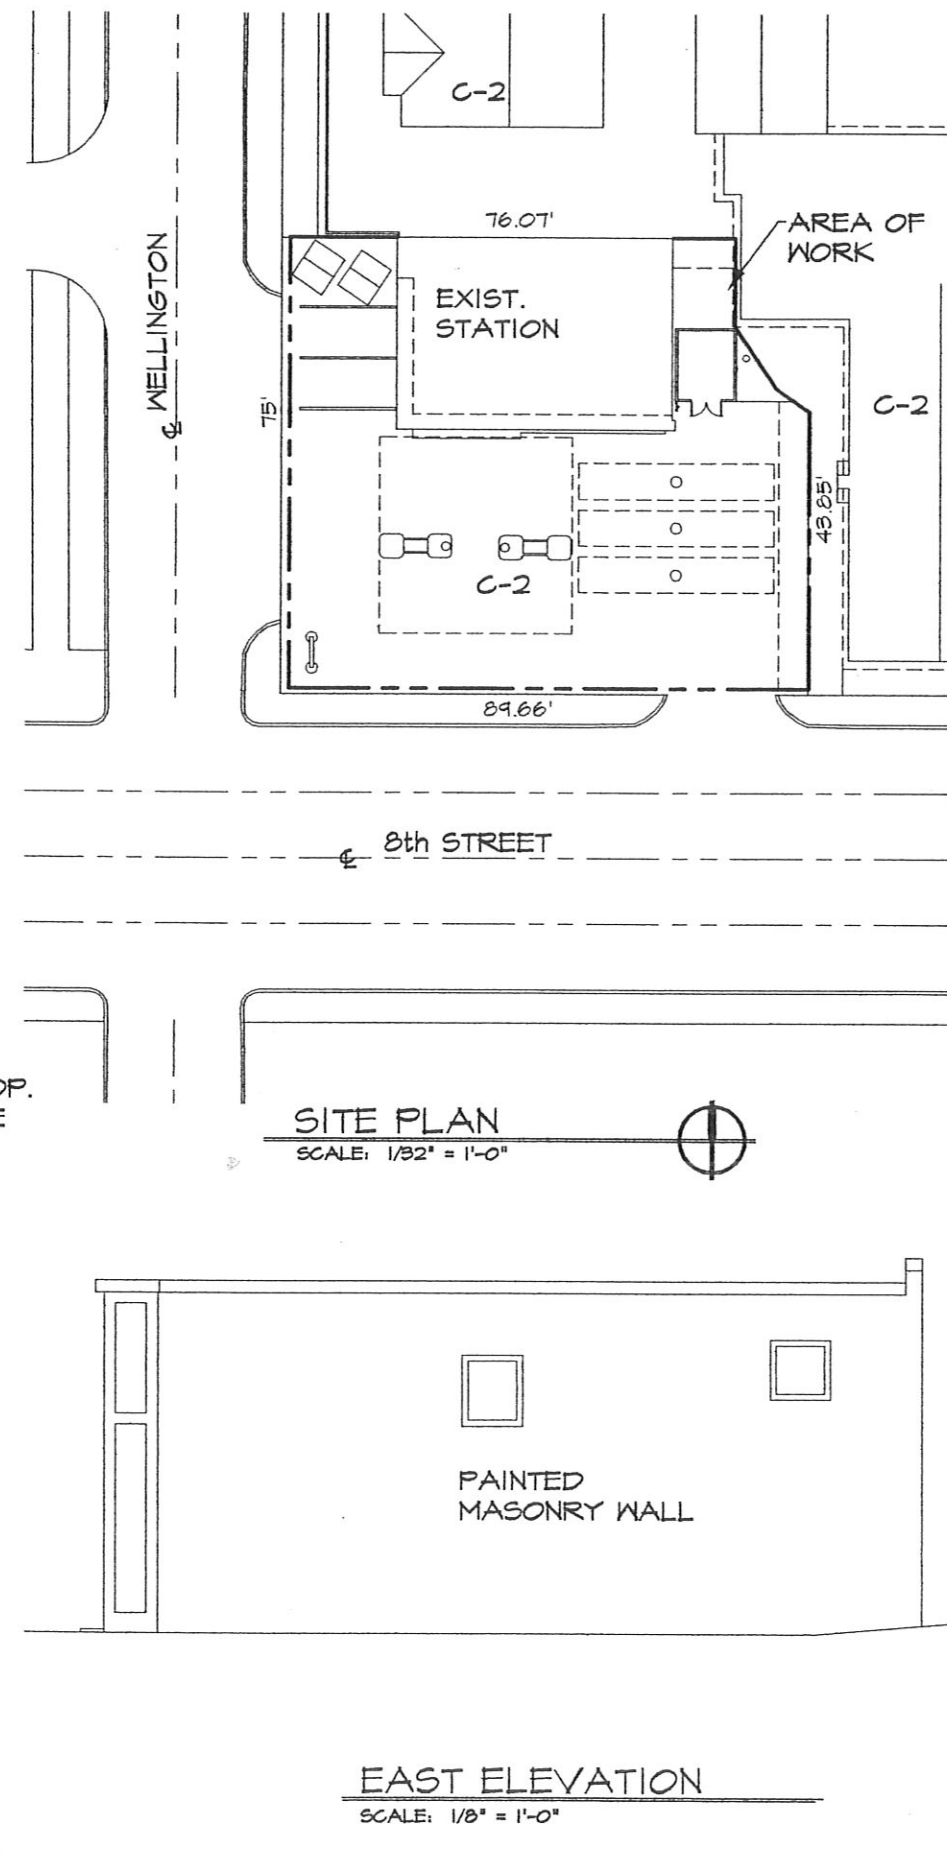 C-2
76.07'
AREA OF
WORK
WELLINGTON
EXIST.
STATION
75'
C-2
43.85'
C-2
89.66'
8th STREET
OP.
SITE PLAN
SCALE: 1/32" = 1'-0"
PAINTED
MASONRY WALL
EAST ELEVATION
SCALE: 1/8" = 1'-0"